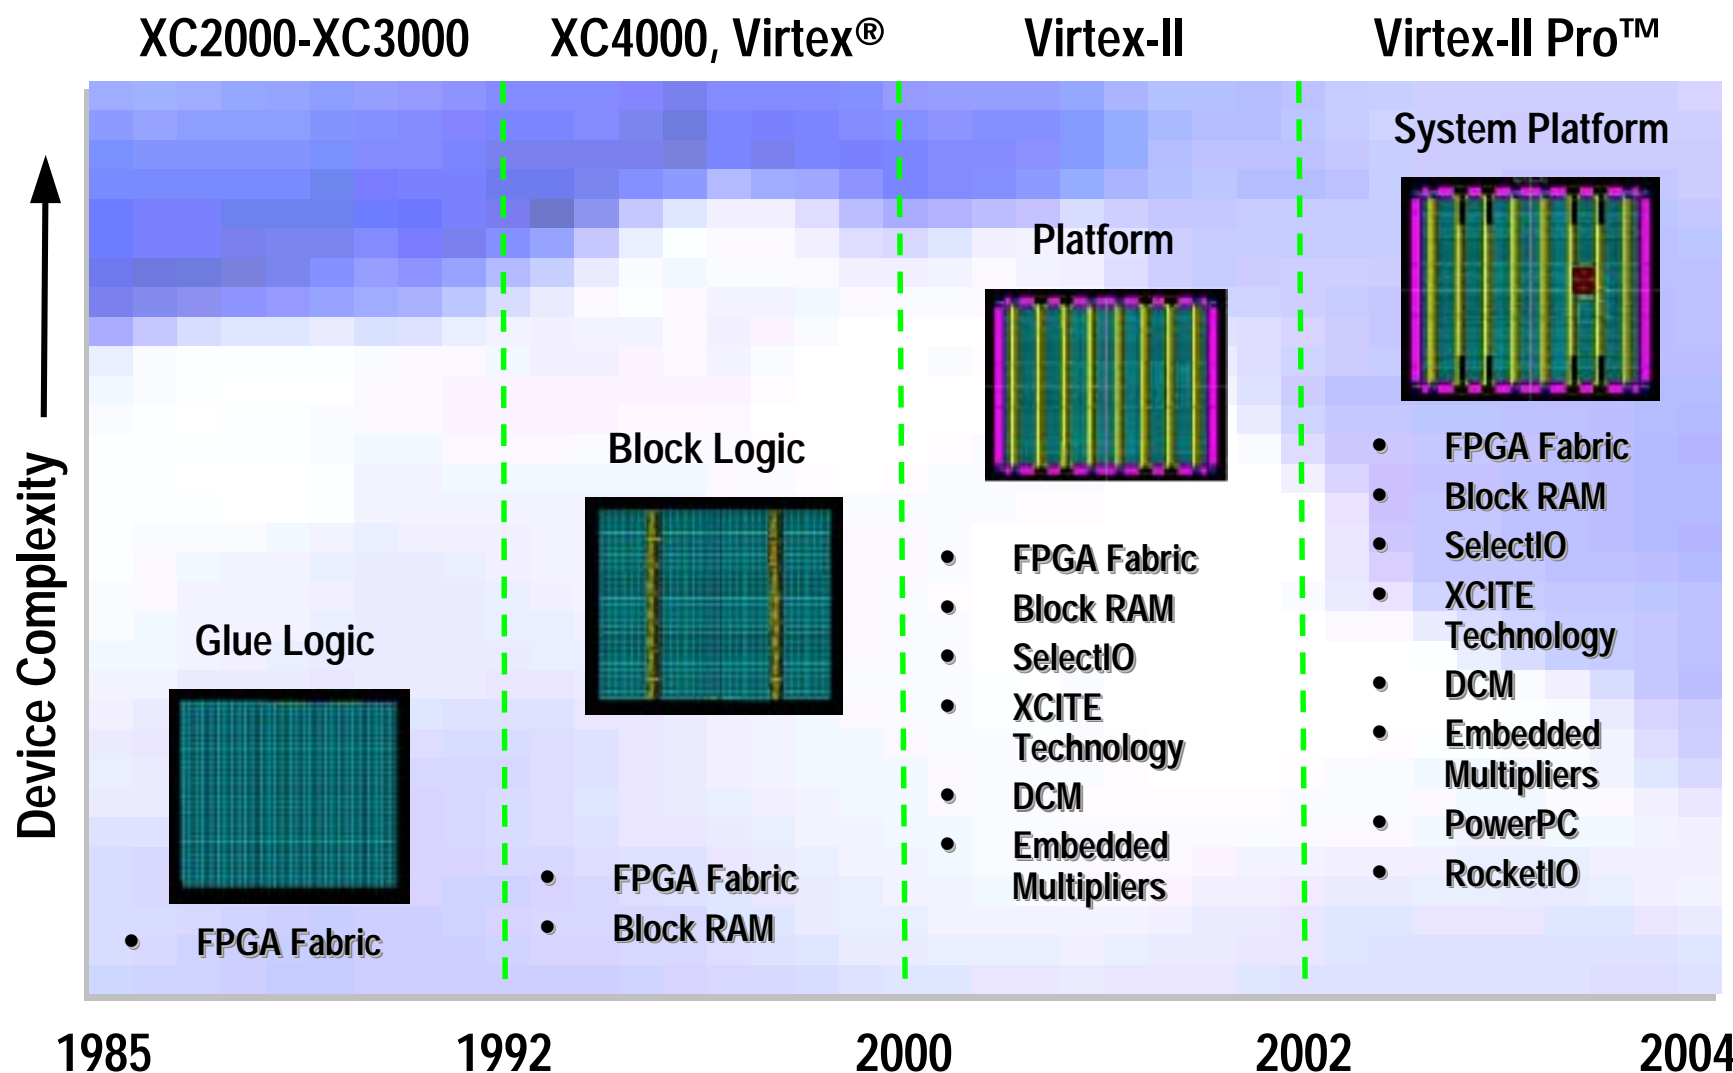 XC2000-XC3000
XC4000, Virtex®
Virtex-II
Virtex-II Pro™
Device Complexity
Glue Logic
• FPGA Fabric
Block Logic
• FPGA Fabric
• Block RAM
Platform
• FPGA Fabric
• Block RAM
• SelectIO
• XCITE
Technology
• DCM
• Embedded
Multipliers
System Platform
• FPGA Fabric
• Block RAM
• SelectIO
• XCITE
Technology
• DCM
• Embedded
Multipliers
• PowerPC
• RocketIO
1985
1992
2000
2002
2004